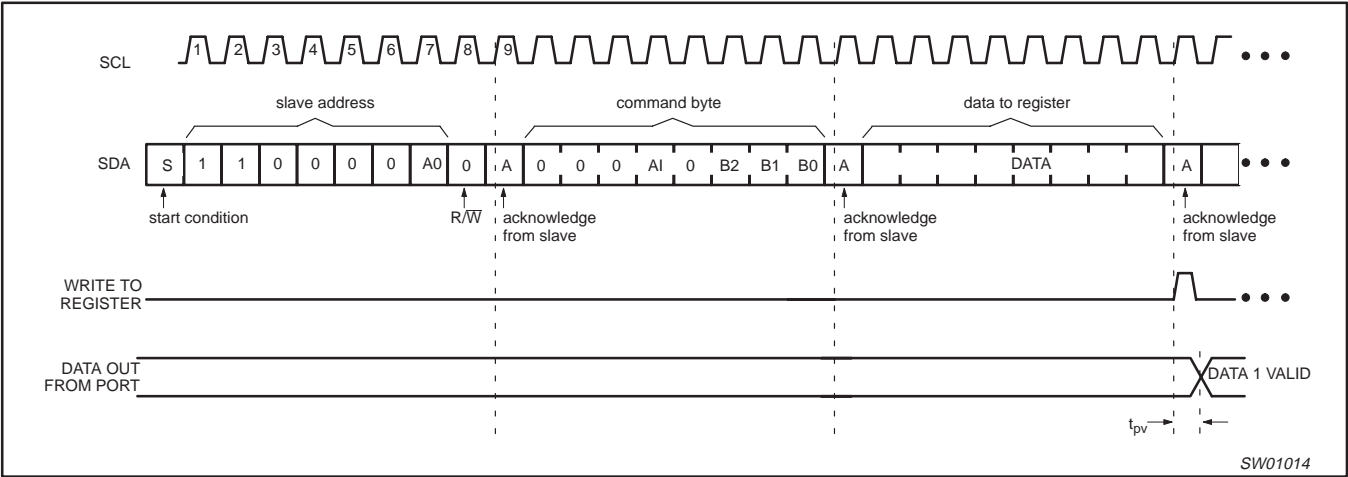 SCL 1 2 3 4 5 6 7 8 9
slave address command byte data to register
SDA S 1 1 0 0 0 0 A0 0 A 0 0 0 AI 0 B2 B1 B0 A DATA A
start condition R/W̅ acknowledge from slave acknowledge from slave acknowledge from slave
WRITE TO
REGISTER
DATA OUT
FROM PORT
DATA 1 VALID
tpv
SW01014